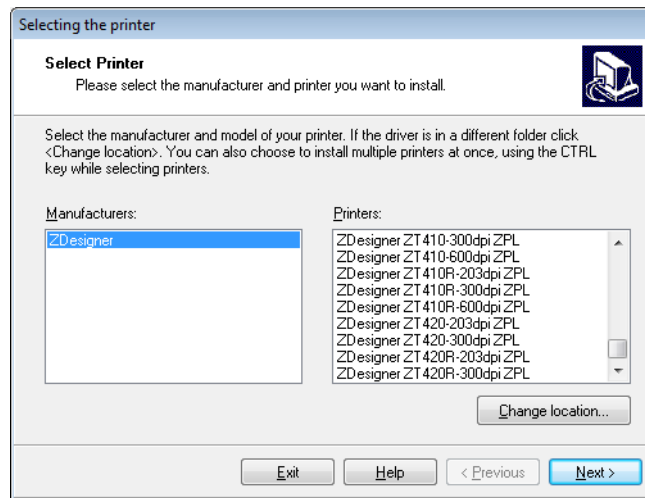 Selecting the printer
Select Printer
Please select the manufacturer and printer you want to install.
Select the manufacturer and model of your printer. If the driver is in a different folder click
<Change location>. You can also choose to install multiple printers at once, using the CTRL
key while selecting printers.
Manufacturers:
ZDesigner
Printers:
ZDesigner ZT410-300dpi ZPL
ZDesigner ZT410-600dpi ZPL
ZDesigner ZT410R-203dpi ZPL
ZDesigner ZT410R-300dpi ZPL
ZDesigner ZT410R-600dpi ZPL
ZDesigner ZT420-203dpi ZPL
ZDesigner ZT420-300dpi ZPL
ZDesigner ZT420R-203dpi ZPL
ZDesigner ZT420R-300dpi ZPL
Change location...
Exit
Help
< Previous
Next >